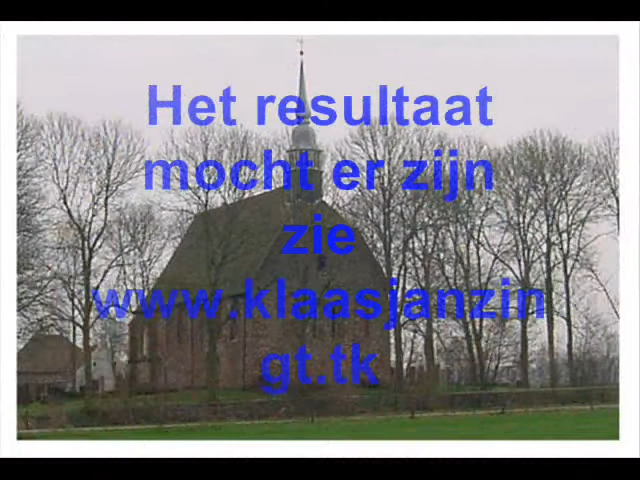 Het resultaat
mocht er zijn
zie
www.klaasjanzin
gt.tk